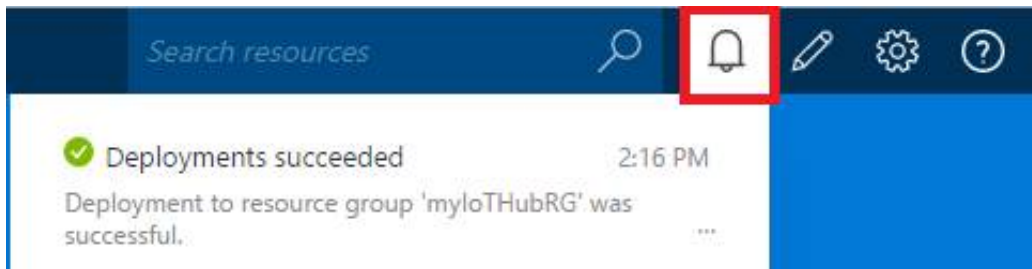 Search resources
Deployments succeeded 2:16 PM
Deployment to resource group 'myIoTHubRG' was
successful.
...